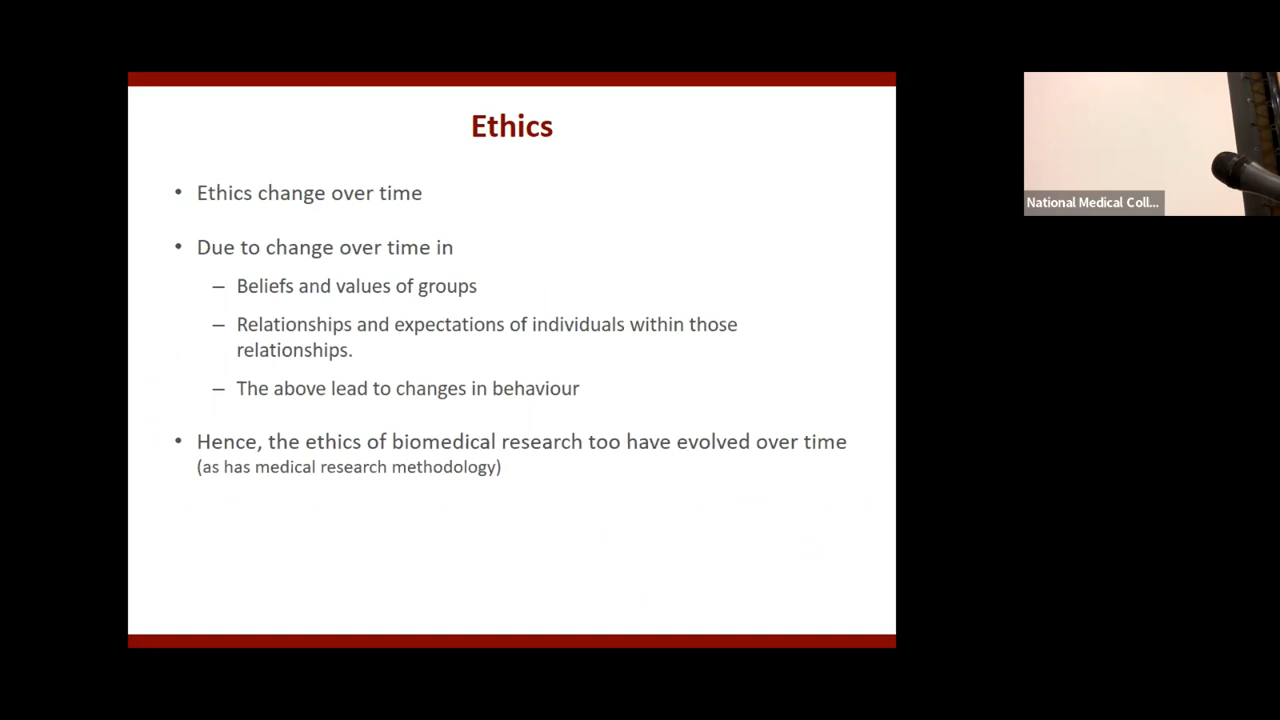 Ethics
• Ethics change over time
• Due to change over time in
– Beliefs and values of groups
– Relationships and expectations of individuals within those
relationships.
– The above lead to changes in behaviour
• Hence, the ethics of biomedical research too have evolved over time
(as has medical research methodology)
National Medical Coll...